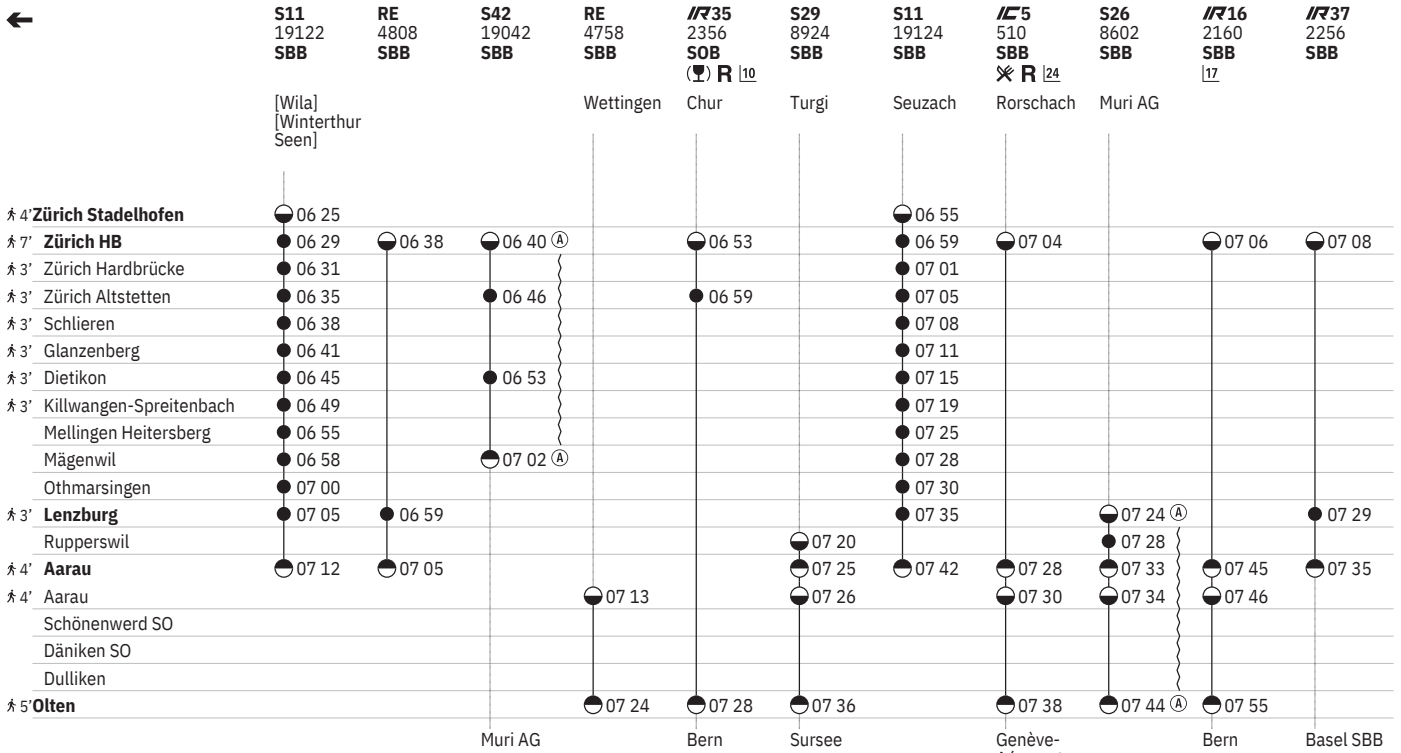 S11 RE S42 RE IR35 S29 S11 IC5 S26 IR16 IR37
19122 4808 19042 4758 2356 8924 19124 510 8602 2160 2256
SBB SBB SBB SBB SOB SBB SBB SBB SBB SBB SBB
R 10 R 24 17
[Wila] Wettingen Chur Turgi Seuzach Rorschach Muri AG
[Winterthur
Seen]
4' Zürich Stadelhofen 06 25 06 55
7' Zürich HB 06 29 06 38 06 40 A 06 53 06 59 07 04 07 06 07 08
3' Zürich Hardbrücke 06 31 07 01
3' Zürich Altstetten 06 35 06 46 06 59 07 05
3' Schlieren 06 38 07 08
3' Glanzenberg 06 41 07 11
3' Dietikon 06 45 06 53 07 15
3' Killwangen-Spreitenbach 06 49 07 19
Mellingen Heitersberg 06 55 07 25
Mägenwil 06 58 07 02 A 07 28
Othmarsingen 07 00 07 30
3' Lenzburg 07 05 06 59 07 35 07 24 A 07 29
Rupperswil 07 20 07 28
4' Aarau 07 12 07 05 07 25 07 42 07 28 07 33 07 45 07 35
4' Aarau 07 13 07 26 07 30 07 34 07 46
Schönenwerd SO
Däniken SO
Dulliken
5' Olten 07 24 07 28 07 36 07 38 07 44 A 07 55
Muri AG Bern Sursee Genève- Bern Basel SBB